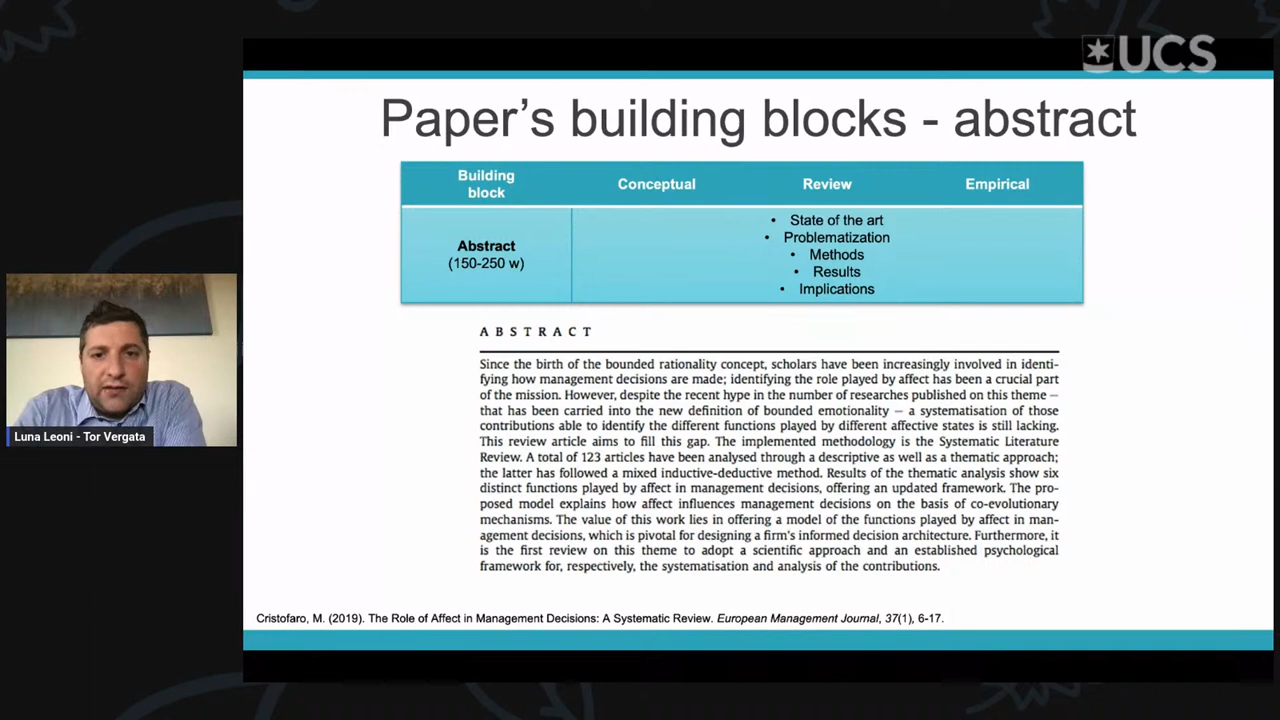 UCS
Paper's building blocks - abstract
Building
block
Conceptual
Review
Empirical
Abstract
(150-250 w)
• State of the art
• Problematization
• Methods
• Results
• Implications
ABSTRACT
Since the birth of the bounded rationality concept, scholars have been increasingly involved in identi-
fying how management decisions are made; identifying the role played by affect has been a crucial part
of the mission. However, despite the recent hype in the number of researches published on this theme —
that has been carried into the new definition of bounded emotionality — a systematisation of those
contributions able to identify the different functions played by different affective states is still lacking.
This review article aims to fill this gap. The implemented methodology is the Systematic Literature
Review. A total of 123 articles have been analysed through a descriptive as well as a thematic approach;
the latter has followed a mixed inductive-deductive method. Results of the thematic analysis show six
distinct functions played by affect in management decisions, offering an updated framework. The pro-
posed model explains how affect influences management decisions on the basis of co-evolutionary
mechanisms. The value of this work lies in offering a model of the functions played by affect in man-
agement decisions, which is pivotal for designing a firm's informed decision architecture. Furthermore, it
is the first review on this theme to adopt a scientific approach and an established psychological
framework for, respectively, the systematisation and analysis of the contributions.
Cristofaro, M. (2019). The Role of Affect in Management Decisions: A Systematic Review. European Management Journal, 37(1), 6-17.
Luna Leoni - Tor Vergata